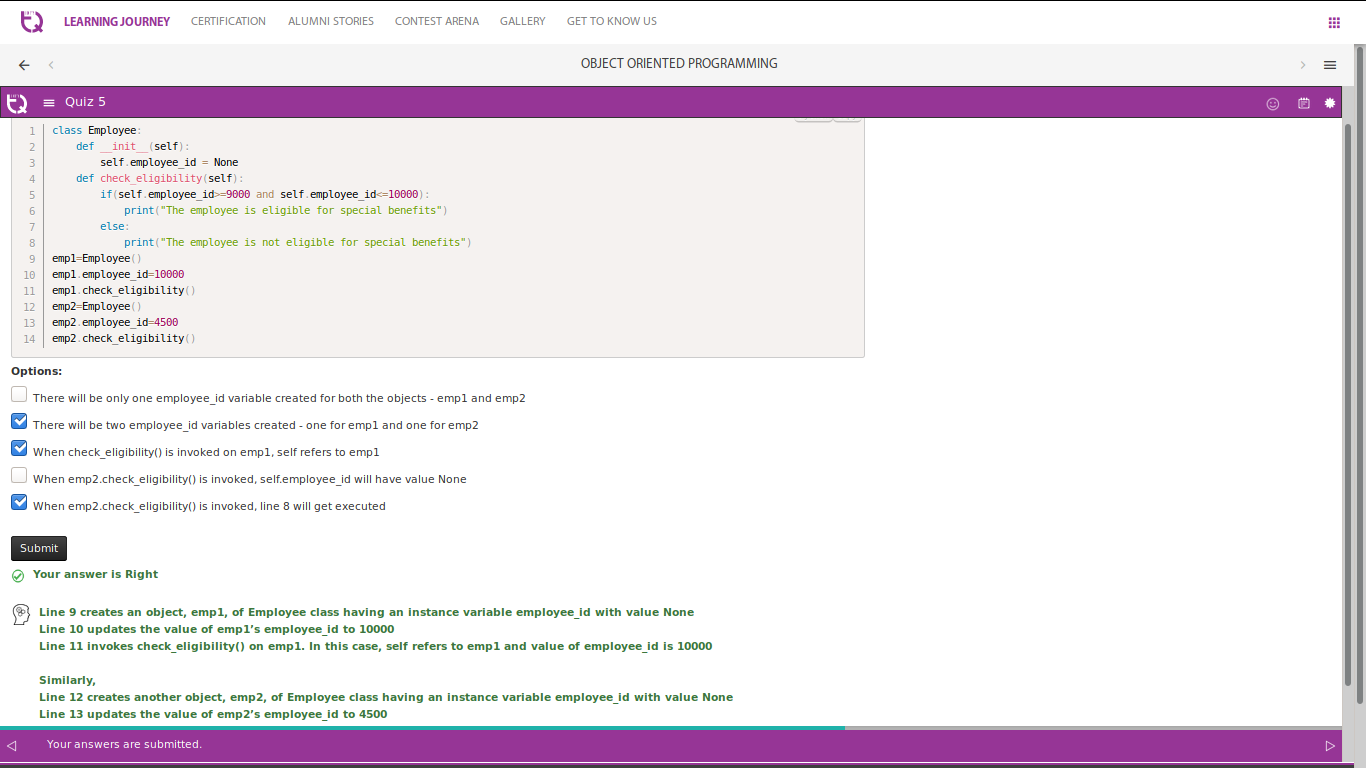 LEARNING JOURNEY CERTIFICATION ALUMNI STORIES CONTEST ARENA GALLERY GET TO KNOW US
OBJECT ORIENTED PROGRAMMING
Quiz 5
1 class Employee:
2     def __init__(self):
3         self.employee_id = None
4     def check_eligibility(self):
5         if(self.employee_id>=9000 and self.employee_id<=10000):
6             print("The employee is eligible for special benefits")
7         else:
8             print("The employee is not eligible for special benefits")
9 emp1=Employee()
10 emp1.employee_id=10000
11 emp1.check_eligibility()
12 emp2=Employee()
13 emp2.employee_id=4500
14 emp2.check_eligibility()
Options:
There will be only one employee_id variable created for both the objects - emp1 and emp2
There will be two employee_id variables created - one for emp1 and one for emp2
When check_eligibility() is invoked on emp1, self refers to emp1
When emp2.check_eligibility() is invoked, self.employee_id will have value None
When emp2.check_eligibility() is invoked, line 8 will get executed
Submit
Your answer is Right
Line 9 creates an object, emp1, of Employee class having an instance variable employee_id with value None
Line 10 updates the value of emp1’s employee_id to 10000
Line 11 invokes check_eligibility() on emp1. In this case, self refers to emp1 and value of employee_id is 10000
Similarly,
Line 12 creates another object, emp2, of Employee class having an instance variable employee_id with value None
Line 13 updates the value of emp2’s employee_id to 4500
Your answers are submitted.